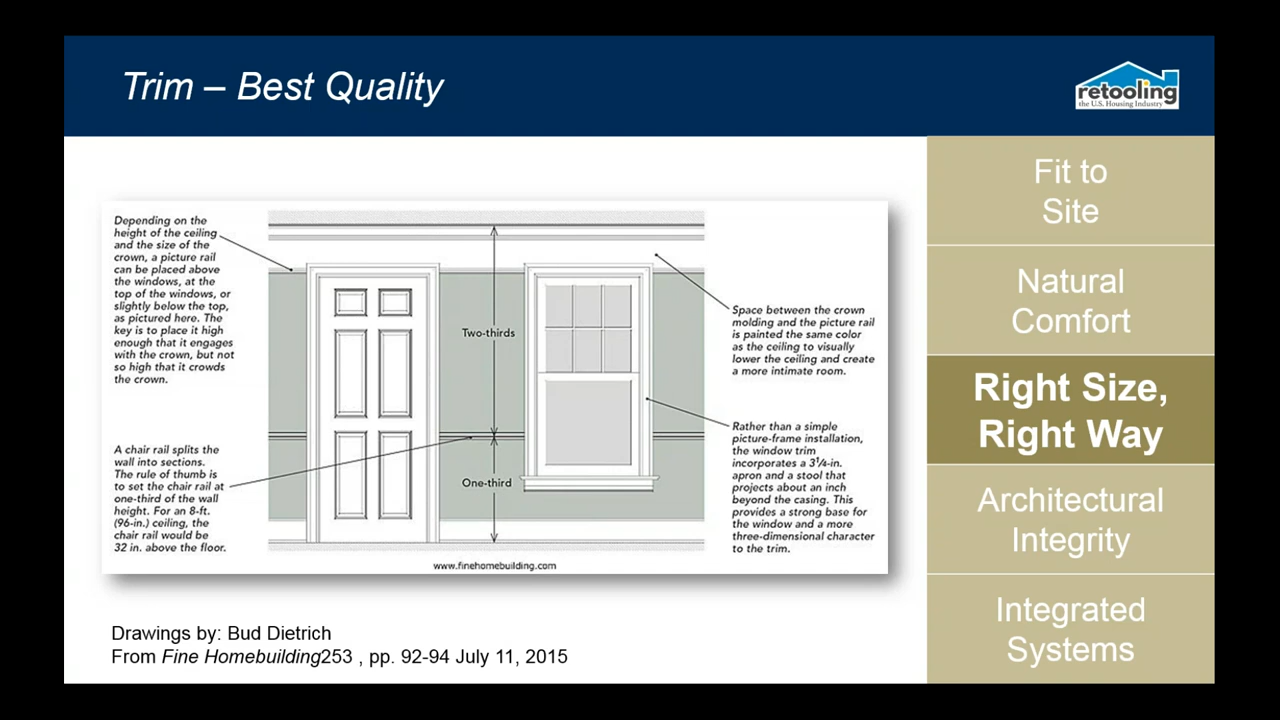 Trim – Best Quality
retooling
the U.S. Housing Industry
Depending on the
height of the ceiling
and the size of the
crown, a picture rail
can be placed above
the windows, at the
top of the windows, or
slightly below the top,
as pictured here. The
key is to place it high
enough that it engages
with the crown, but not
so high that it crowds
the crown.
A chair rail splits the
wall into sections.
The rule of thumb is
to set the chair rail at
one-third of the wall
height. For an 8-ft.
(96-in.) ceiling, the
chair rail would be
32 in. above the floor.
Two-thirds
One-third
Space between the crown
molding and the picture rail
is painted the same color
as the ceiling to visually
lower the ceiling and create
a more intimate room.
Rather than a simple
picture-frame installation,
the window trim
incorporates a 3¼-in.
apron and a stool that
projects about an inch
beyond the casing. This
provides a strong base for
the window and a more
three-dimensional character
to the trim.
www.finehomebuilding.com
Drawings by: Bud Dietrich
From Fine Homebuilding253 , pp. 92-94 July 11, 2015
Fit to
Site
Natural
Comfort
Right Size,
Right Way
Architectural
Integrity
Integrated
Systems